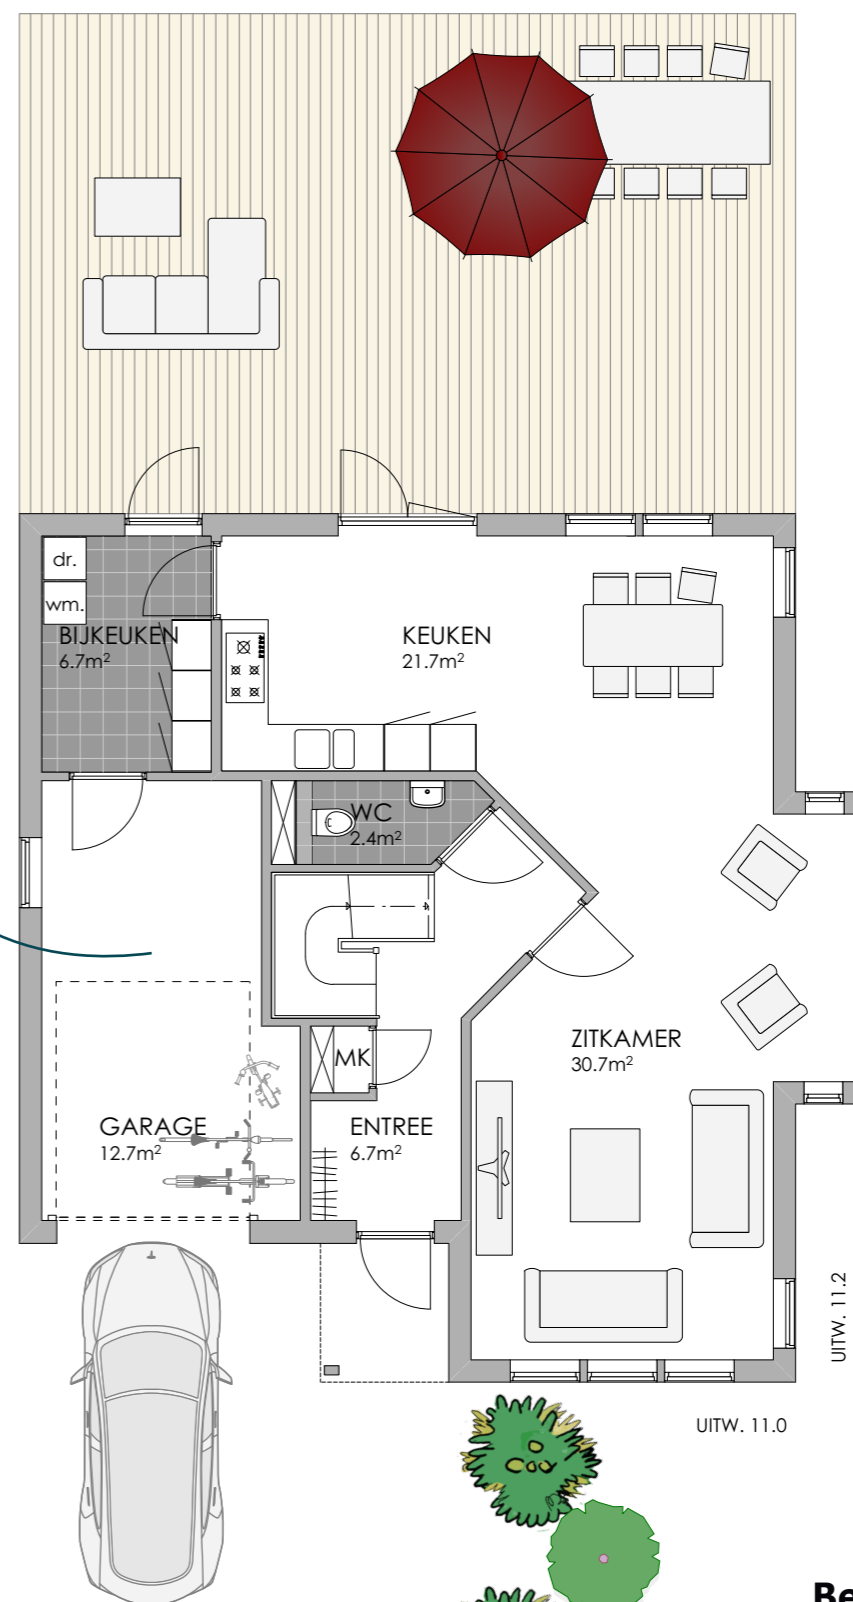 dr.
wm.
BIJKEUKEN
6.7m²
KEUKEN
21.7m²
WC
2.4m²
ZITKAMER
30.7m²
MK
GARAGE
12.7m²
ENTREE
6.7m²
UITW. 11.2
UITW. 11.0
Be